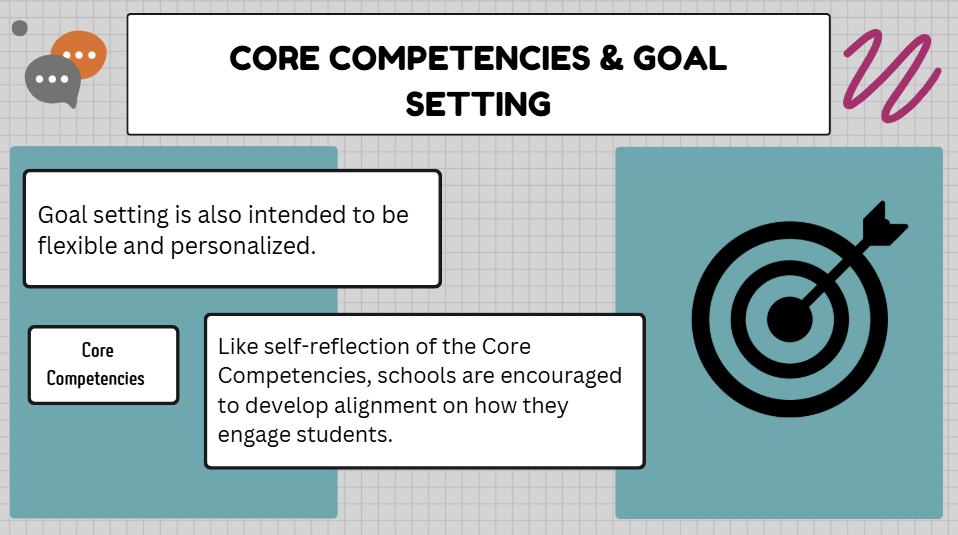 CORE COMPETENCIES & GOAL
SETTING
Goal setting is also intended to be
flexible and personalized.
Core
Competencies
Like self-reflection of the Core
Competencies, schools are encouraged
to develop alignment on how they
engage students.